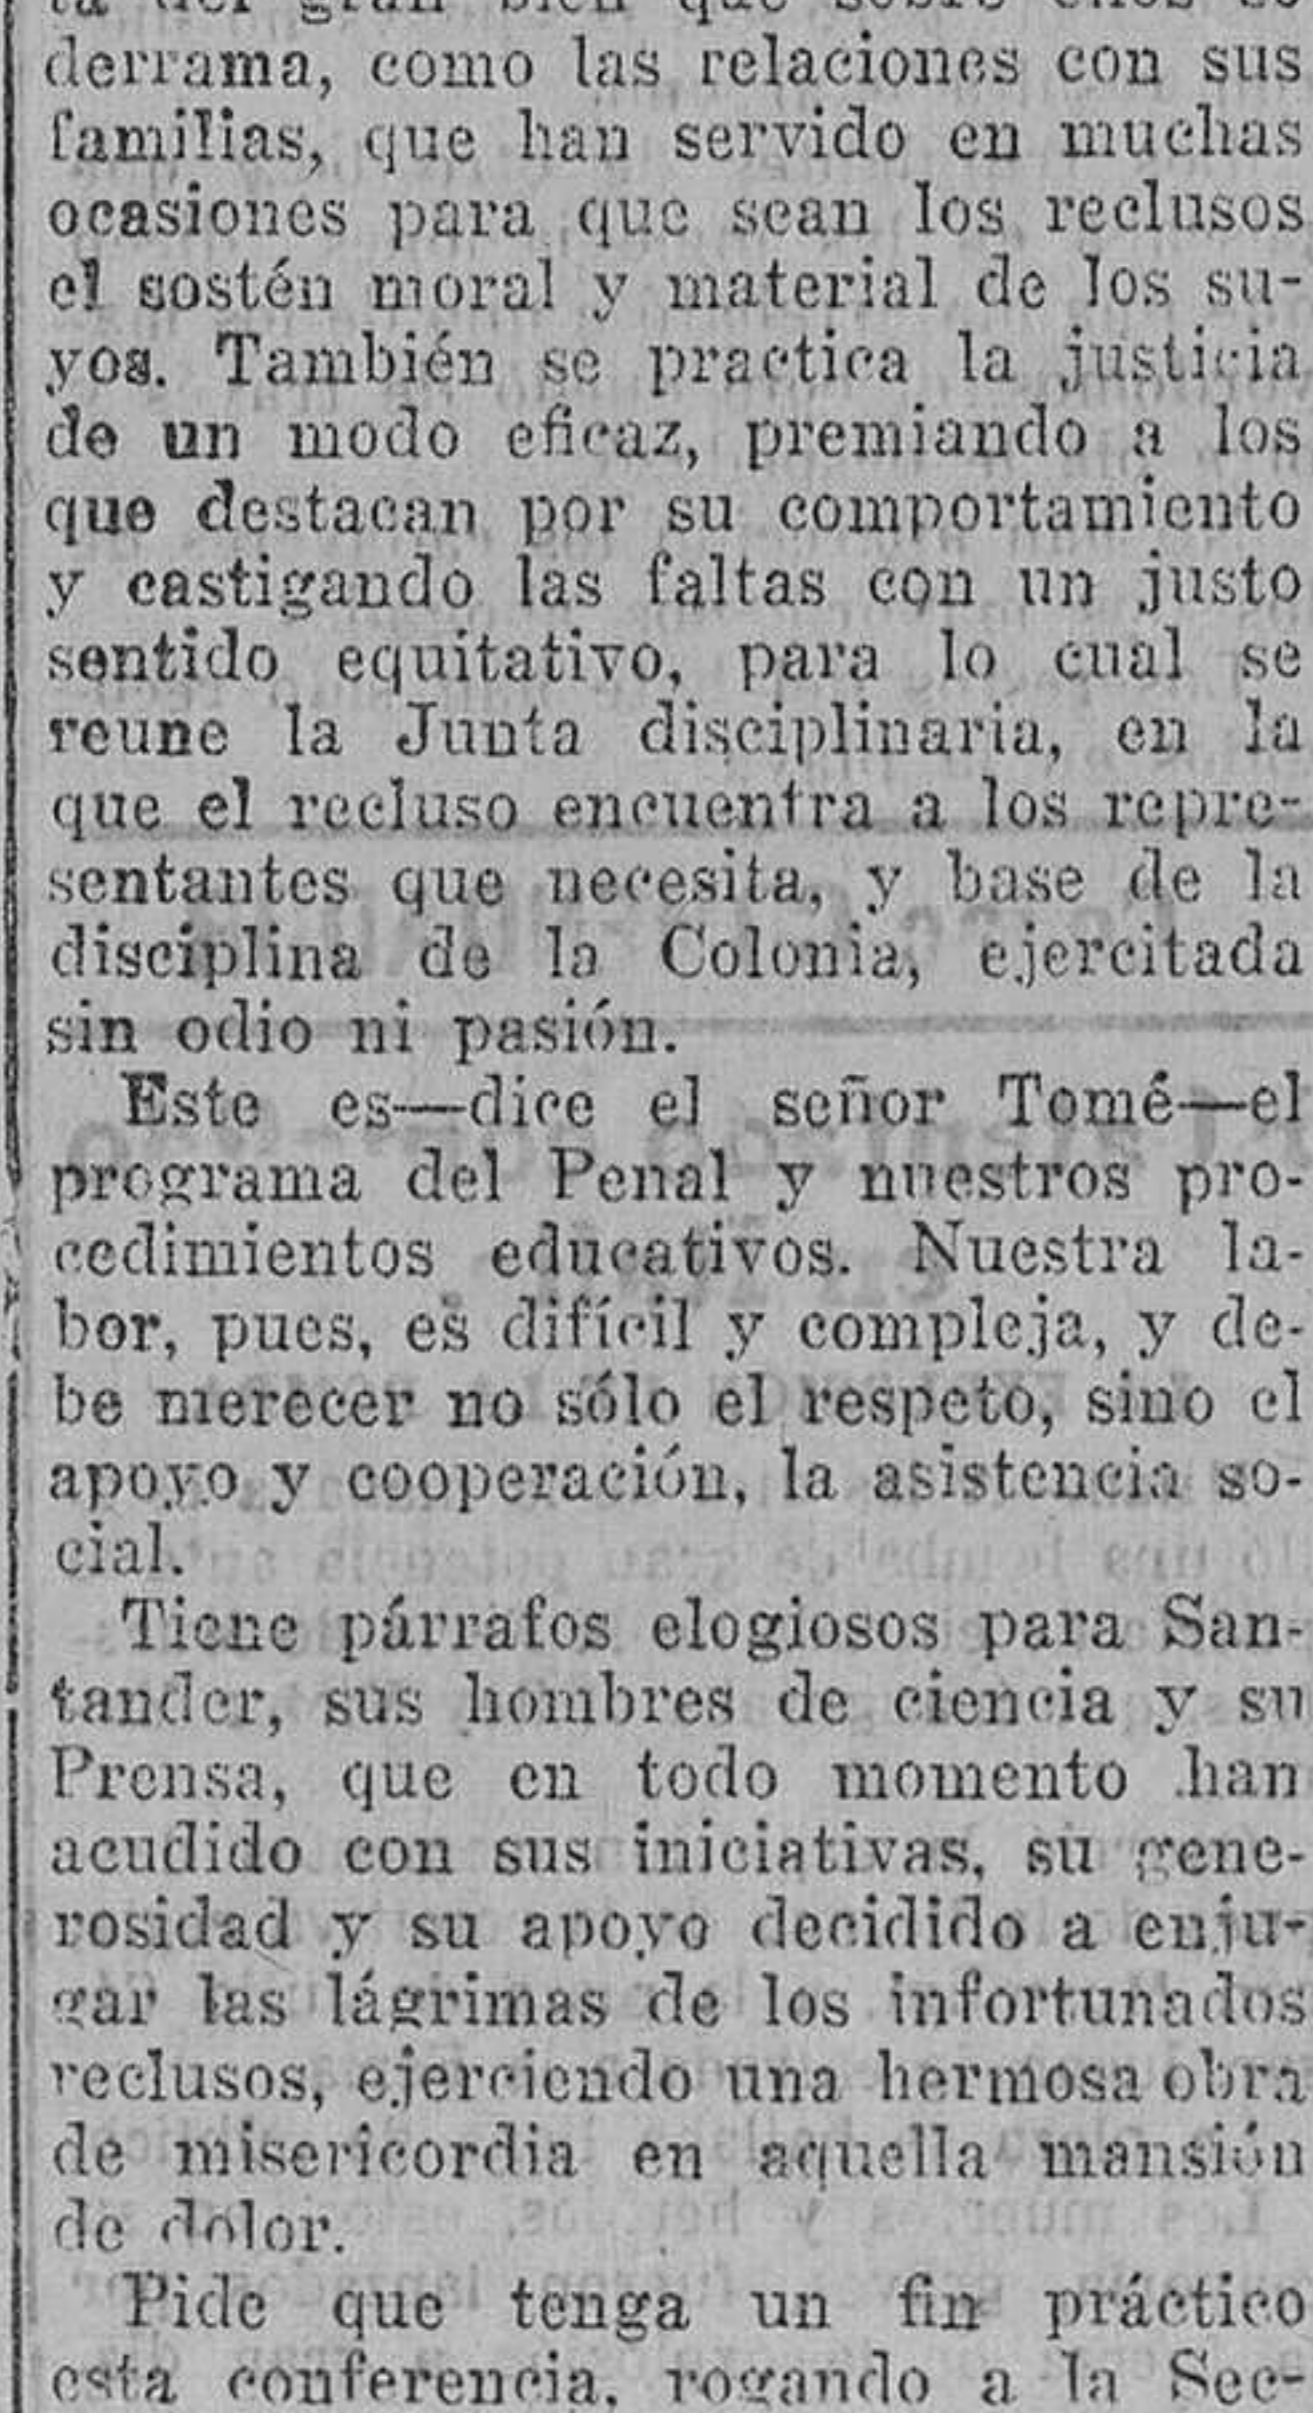 ta del gran bien que sobre ellos se
derrama, como las relaciones con sus
familias, que han servido en muchas
ocasiones para que sean los reclusos
el sostén moral y material de los su-
yos. También se practica la justicia
de un modo eficaz, premiando a los
que destacan por su comportamiento
y castigando las faltas con un justo
sentido equitativo, para lo cual se
reune la Junta disciplinaria, en la
que el recluso encuentra a los repre-
sentantes que necesita, y base de la
disciplina de la Colonia, ejercitada
sin odio ni pasión.
Este es—dice el señor Tomé—el
programa del Penal y nuestros pro-
cedimientos educativos. Nuestra la-
bor, pues, es difícil y compleja, y de-
be merecer no sólo el respeto, sino el
apoyo y cooperación, la asistencia so-
cial.
Tiene párrafos elogiosos para San-
tander, sus hombres de ciencia y su
Prensa, que en todo momento han
acudido con sus iniciativas, su gene-
rosidad y su apoyo decidido a enju-
gar las lágrimas de los infortunados
reclusos, ejerciendo una hermosa obra
de misericordia en aquella mansión
de dolor.
Pide que tenga un fin práctico
esta conferencia, rogando a la Sec-